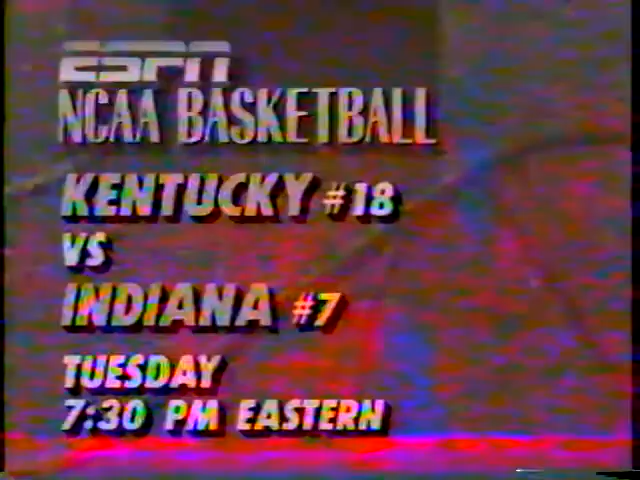 ESPN
NCAA BASKETBALL
KENTUCKY #18
VS
INDIANA #7
TUESDAY
7:30 PM EASTERN